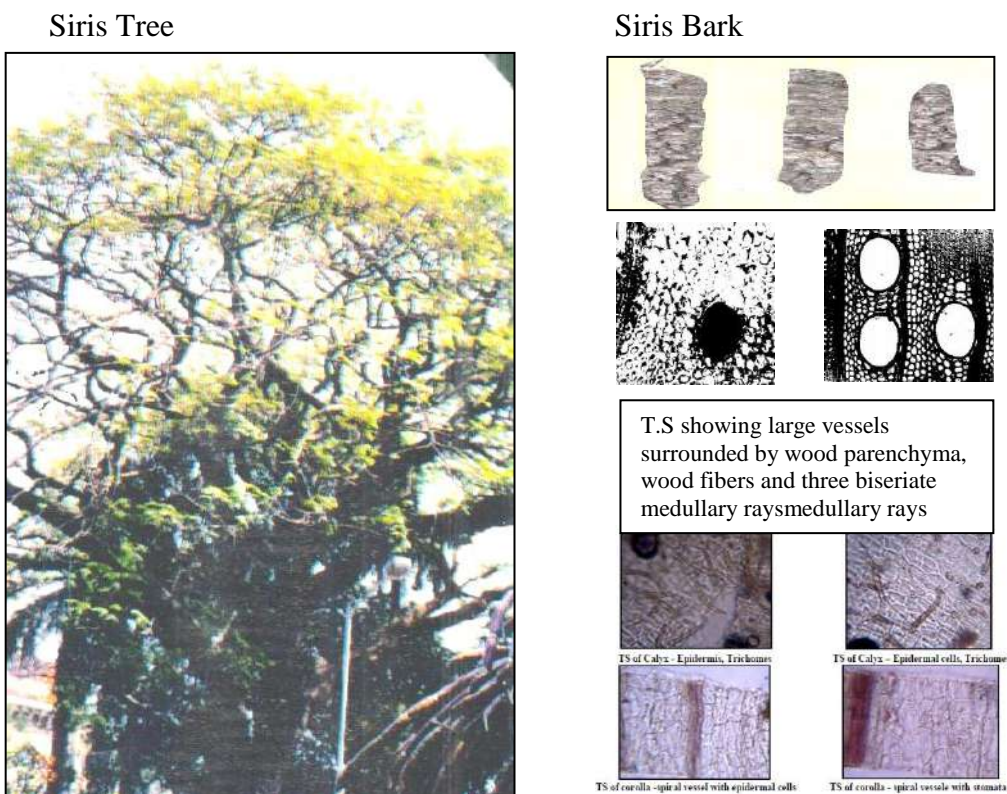 Siris Tree
Siris Bark
T.S showing large vessels
surrounded by wood parenchyma,
wood fibers and three biseriate
medullary raysmedullary rays
TS of Calyx - Epidermis, Trichomes
TS of Calyx - Epidermal cells, Trichome
TS of corolla -spiral vessel with epidermal cells
TS of corolla - spiral vessele with stomata